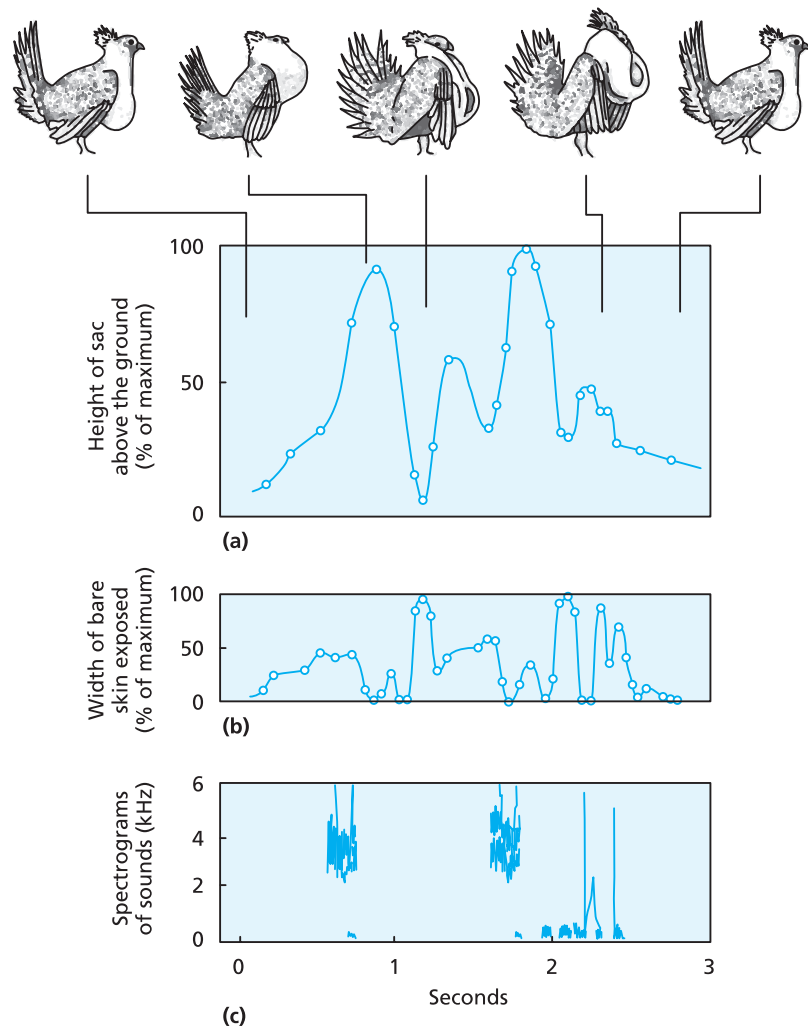 100
50
0
Height of sac
above the ground
(% of maximum)
(a)
100
50
0
Width of bare
skin exposed
(% of maximum)
(b)
6
4
2
0
Spectrograms
of sounds (kHz)
0 1 2 3
Seconds
(c)